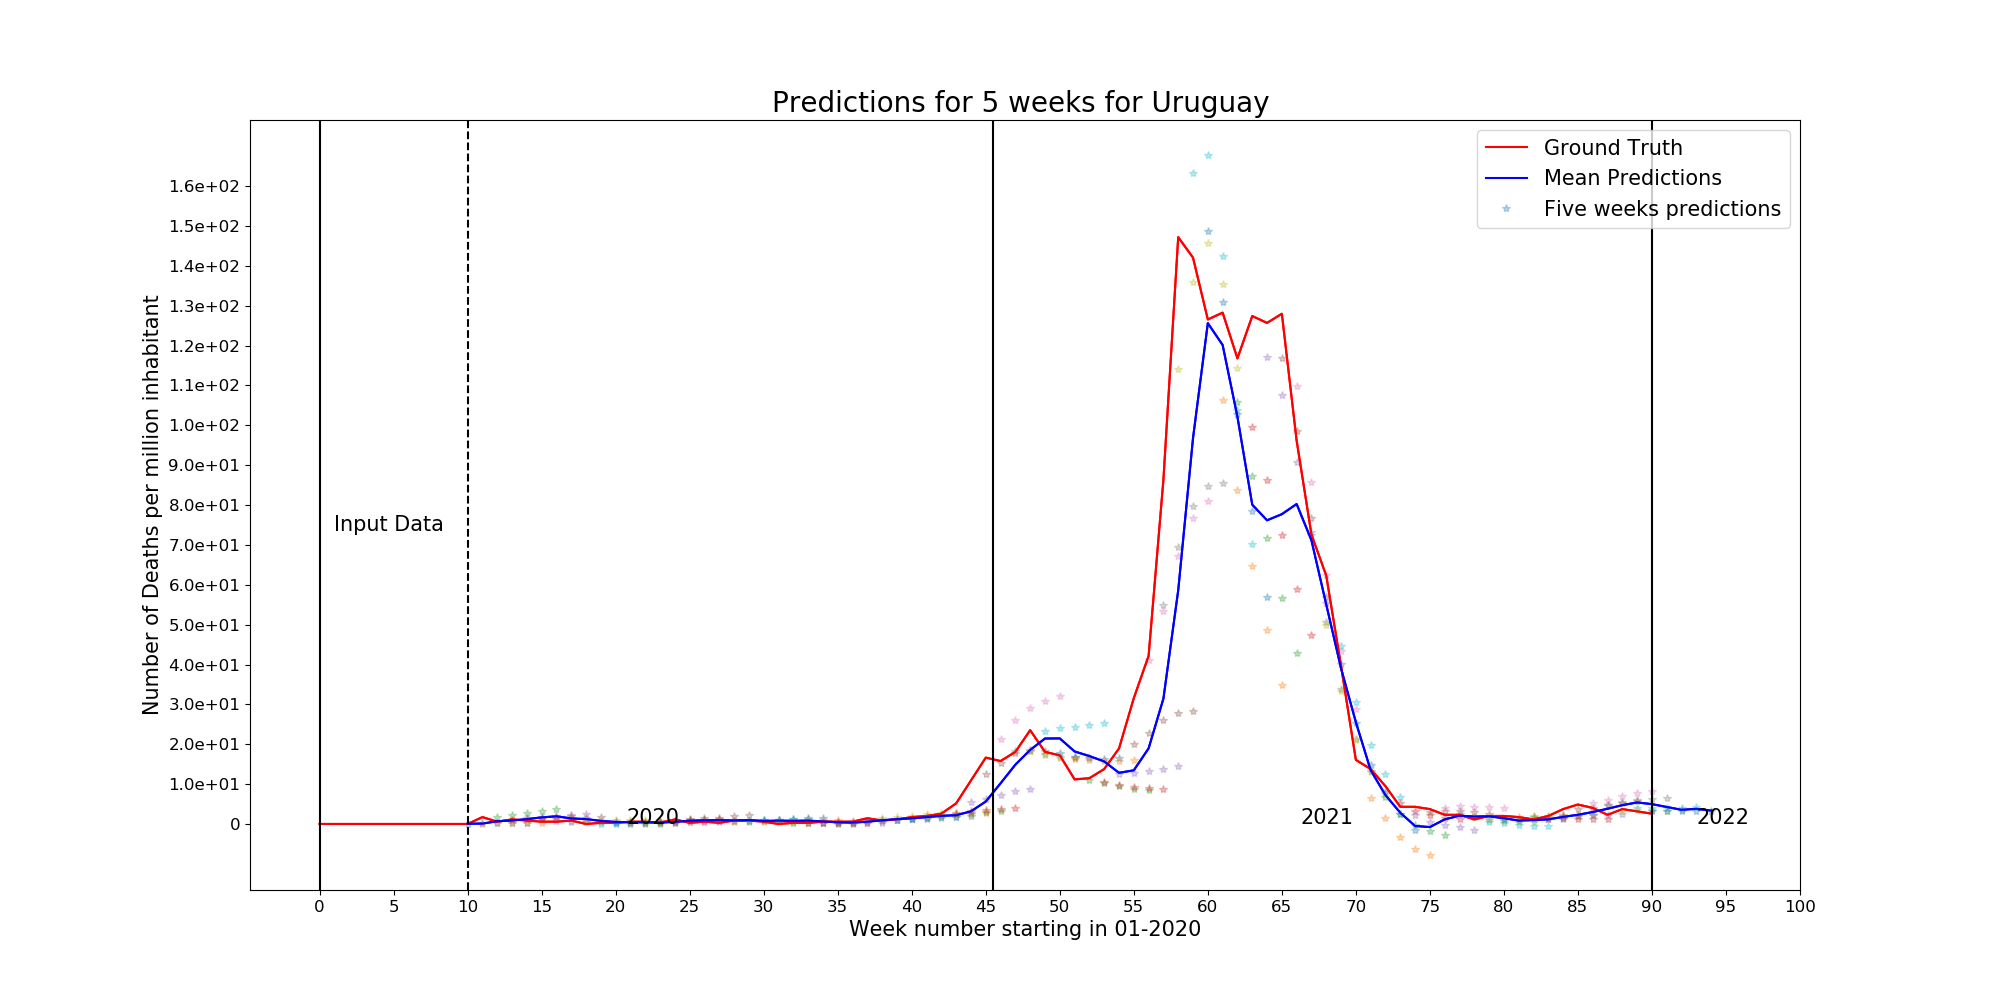 Predictions for 5 weeks for Uruguay
Ground Truth
Mean Predictions
Five weeks predictions
Number of Deaths per million inhabitant
1.6e+02
1.5e+02
1.4e+02
1.3e+02
1.2e+02
1.1e+02
1.0e+02
9.0e+01
8.0e+01
7.0e+01
6.0e+01
5.0e+01
4.0e+01
3.0e+01
2.0e+01
1.0e+01
0
Input Data
2020
2021
2022
0 5 10 15 20 25 30 35 40 45 50 55 60 65 70 75 80 85 90 95 100
Week number starting in 01-2020